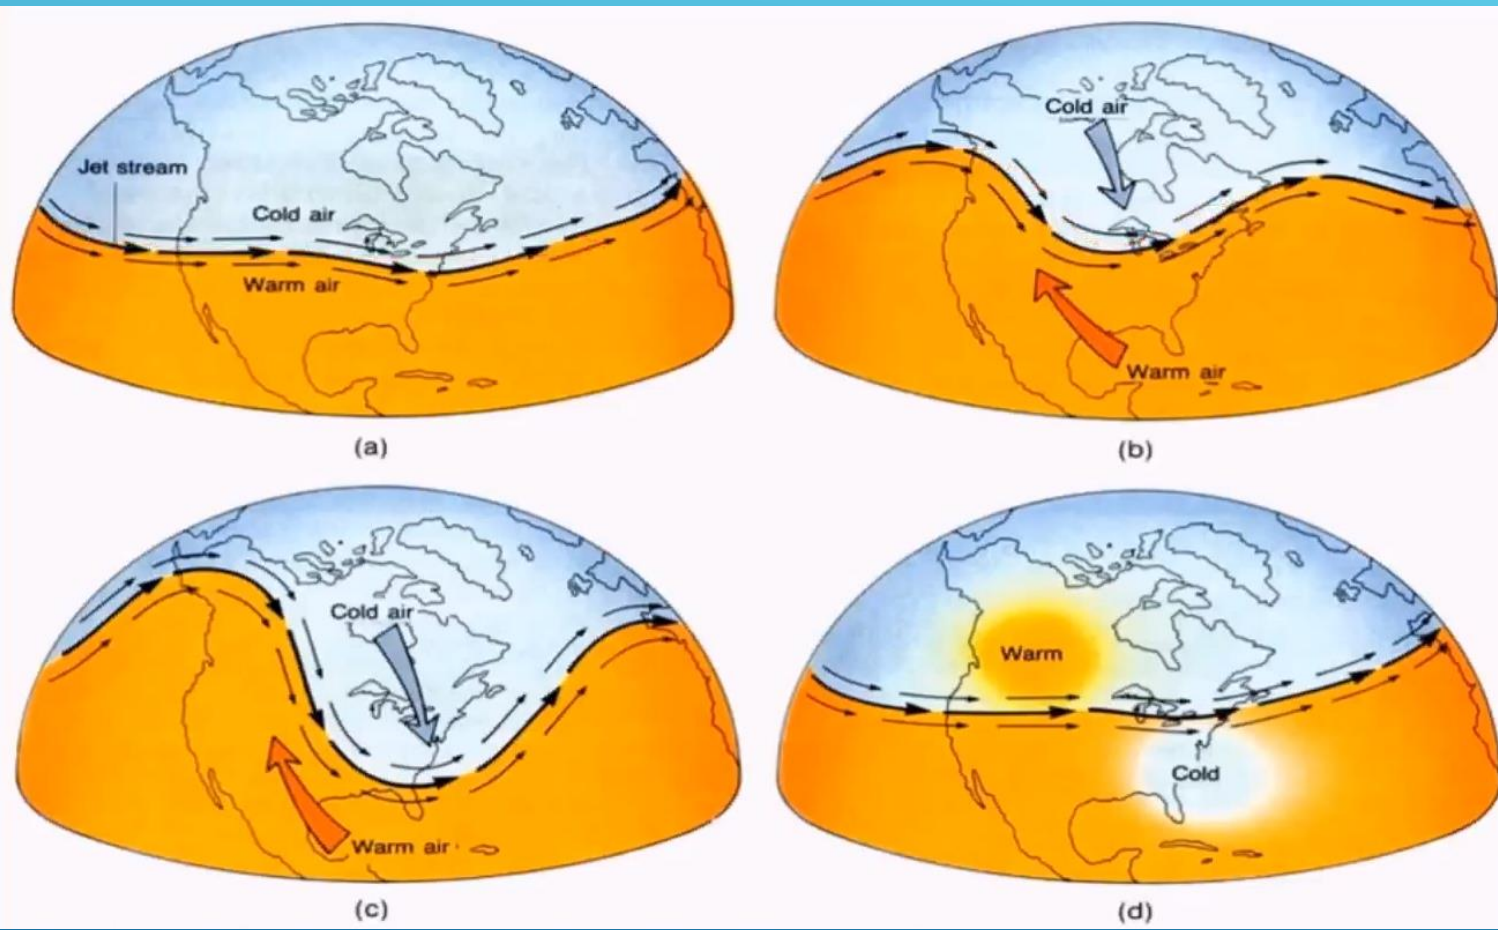 Jet stream
Cold air
Warm air
(a)
Cold air
Warm air
(b)
Cold air
Warm air
(c)
Warm
Cold
(d)